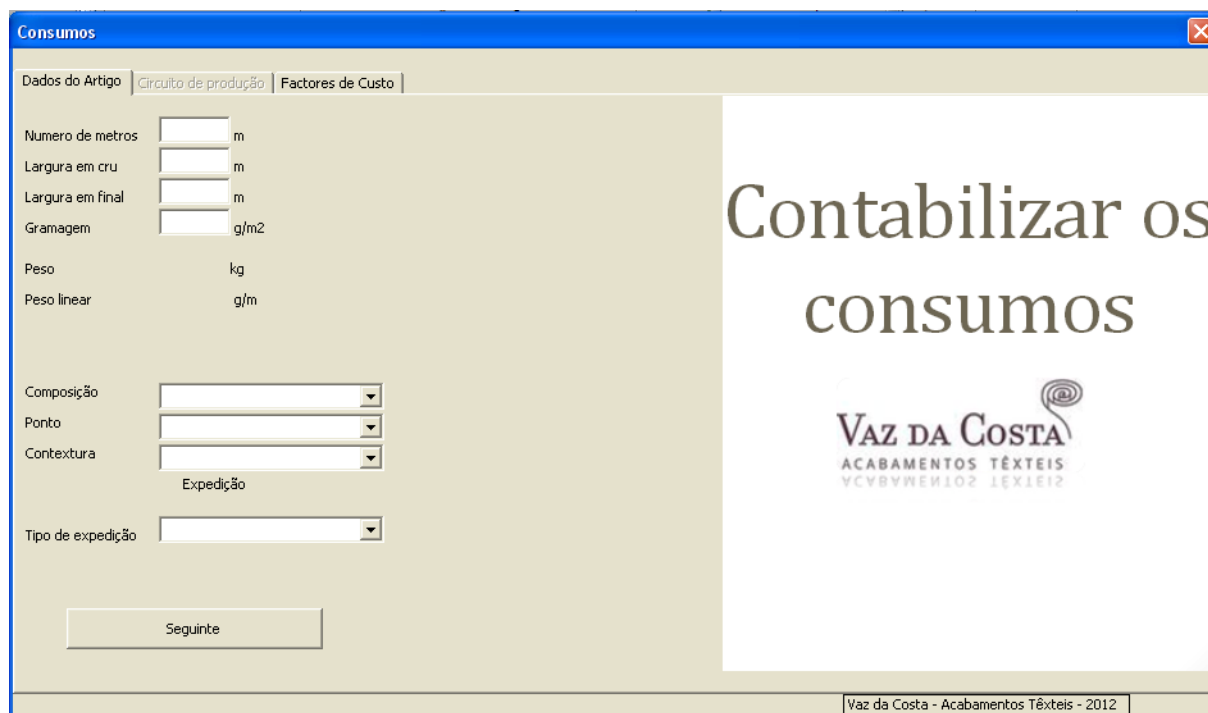 Consumos
Dados do Artigo Circuito de produção Factores de Custo
Numero de metros m
Largura em cru m
Largura em final m
Gramagem g/m2
Peso kg
Peso linear g/m
Composição
Ponto
Contextura
Expedição
Tipo de expedição
Seguinte
Contabilizar os
consumos
VAZ DA COSTA
ACABAMENTOS TÊXTEIS
Vaz da Costa - Acabamentos Têxteis - 2012